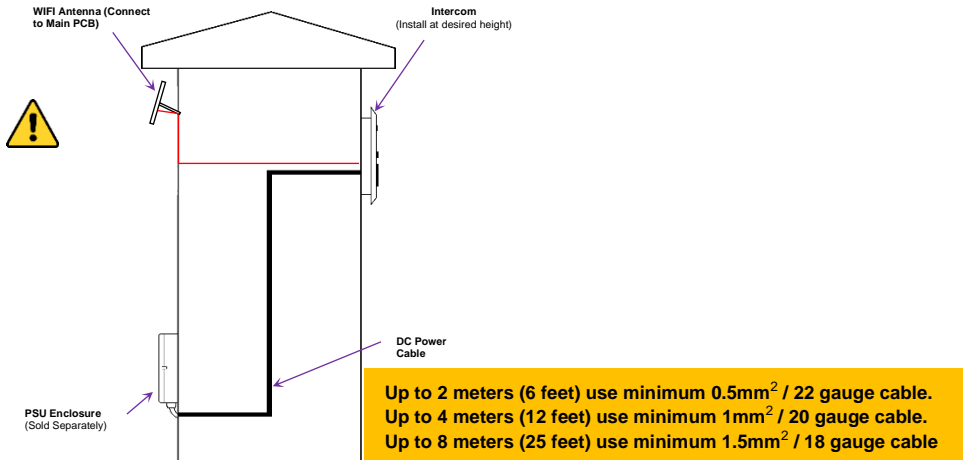 WIFI Antenna (Connect
to Main PCB)
Intercom
(Install at desired height)
DC Power
Cable
PSU Enclosure
(Sold Separately)
Up to 2 meters (6 feet) use minimum 0.5mm² / 22 gauge cable.
Up to 4 meters (12 feet) use minimum 1mm² / 20 gauge cable.
Up to 8 meters (25 feet) use minimum 1.5mm² / 18 gauge cable